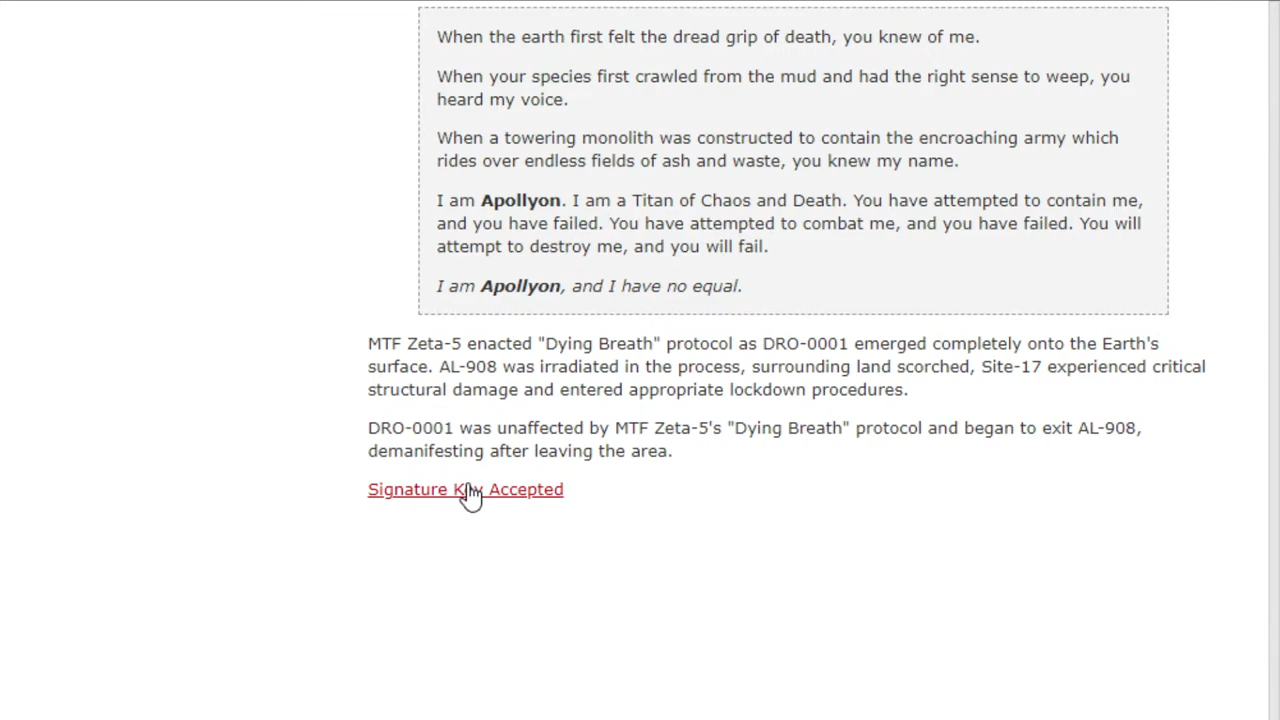 When the earth first felt the dread grip of death, you knew of me.
When your species first crawled from the mud and had the right sense to weep, you
heard my voice.
When a towering monolith was constructed to contain the encroaching army which
rides over endless fields of ash and waste, you knew my name.
I am Apollyon. I am a Titan of Chaos and Death. You have attempted to contain me,
and you have failed. You have attempted to combat me, and you have failed. You will
attempt to destroy me, and you will fail.
I am Apollyon, and I have no equal.
MTF Zeta-5 enacted "Dying Breath" protocol as DRO-0001 emerged completely onto the Earth's
surface. AL-908 was irradiated in the process, surrounding land scorched, Site-17 experienced critical
structural damage and entered appropriate lockdown procedures.
DRO-0001 was unaffected by MTF Zeta-5's "Dying Breath" protocol and began to exit AL-908,
demanifesting after leaving the area.
Signature Key Accepted